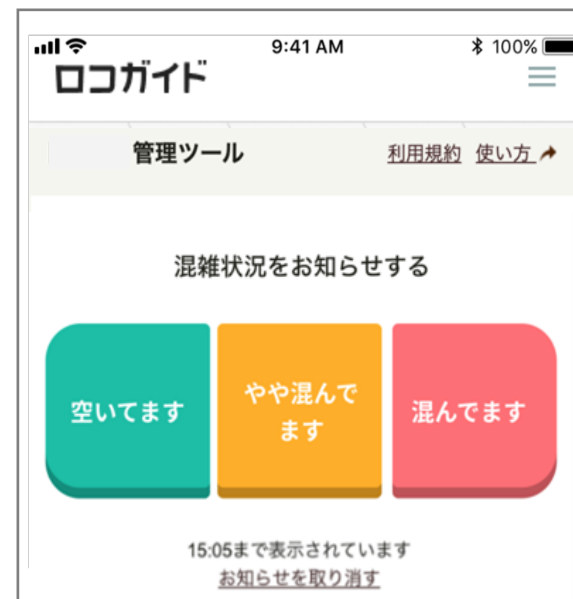 9:41 AM 100%
ロコガイド
管理ツール 利用規約 使い方
混雑状況をお知らせする
空いてます
やや混んで
ます
混んでます
15:05まで表示されています
お知らせを取り消す